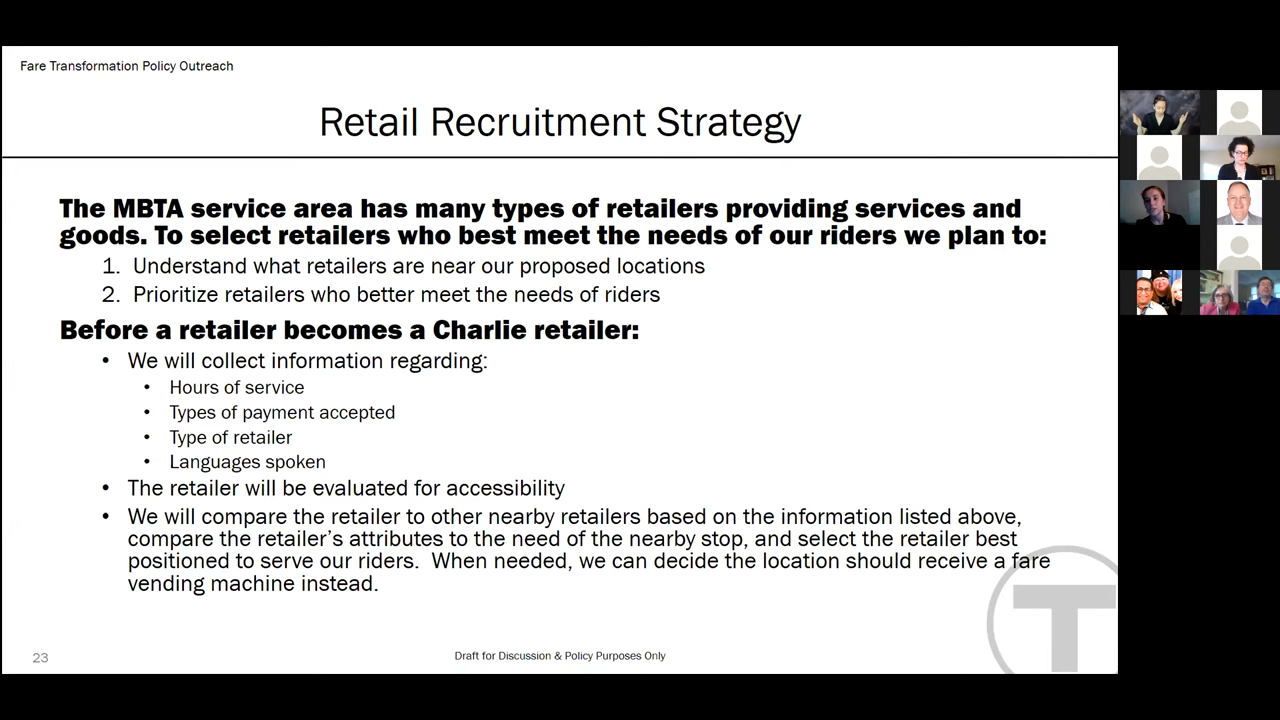 Fare Transformation Policy Outreach
Retail Recruitment Strategy
The MBTA service area has many types of retailers providing services and
goods. To select retailers who best meet the needs of our riders we plan to:
1. Understand what retailers are near our proposed locations
2. Prioritize retailers who better meet the needs of riders
Before a retailer becomes a Charlie retailer:
• We will collect information regarding:
• Hours of service
• Types of payment accepted
• Type of retailer
• Languages spoken
• The retailer will be evaluated for accessibility
• We will compare the retailer to other nearby retailers based on the information listed above,
compare the retailer’s attributes to the need of the nearby stop, and select the retailer best
positioned to serve our riders.  When needed, we can decide the location should receive a fare
vending machine instead.
T
23
Draft for Discussion & Policy Purposes Only